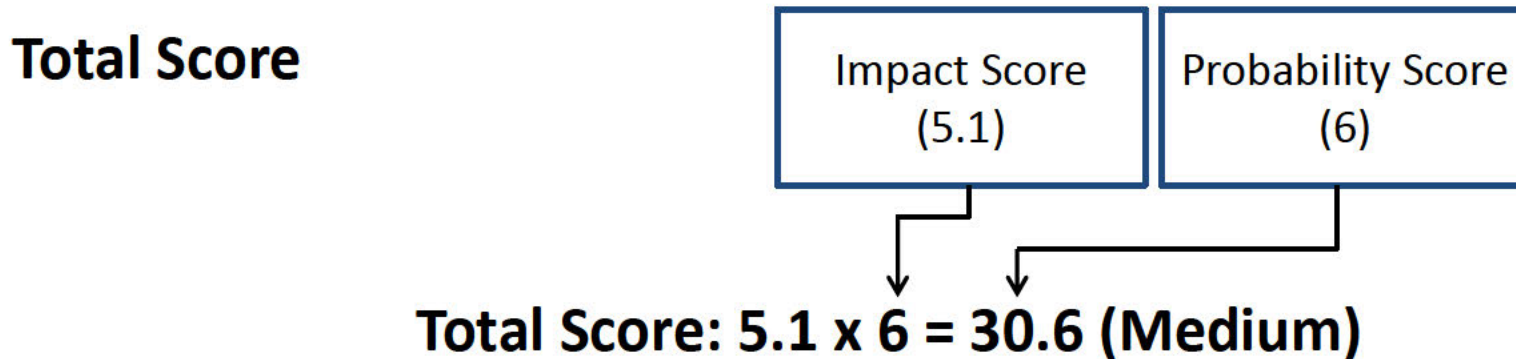 Total Score
Impact Score
(5.1)
Probability Score
(6)
Total Score: 5.1 x 6 = 30.6 (Medium)